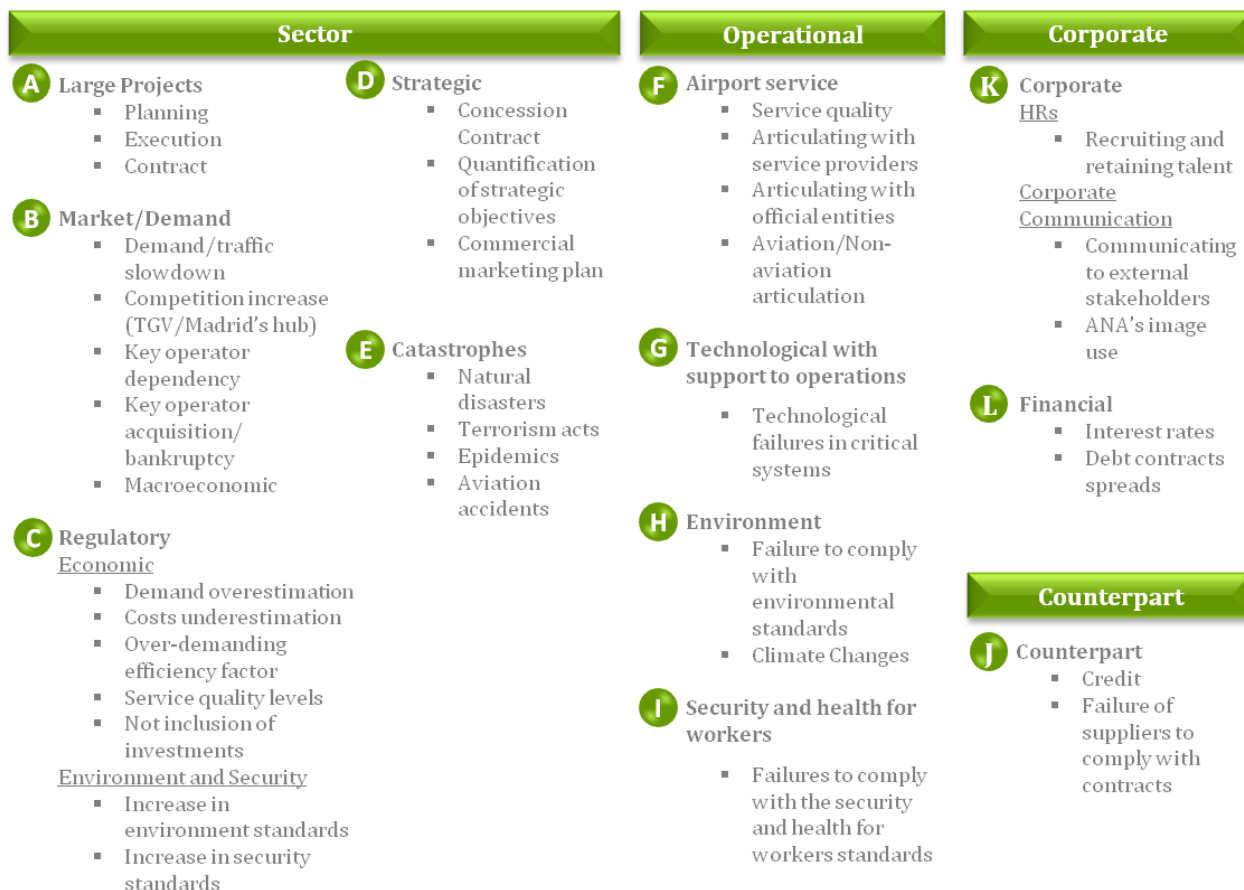 Sector
A
Large Projects
▪ Planning
▪ Execution
▪ Contract
B
Market/Demand
▪ Demand/traffic
slowdown
▪ Competition increase
(TGV/Madrid's hub)
▪ Key operator
dependency
▪ Key operator
acquisition/
bankruptcy
▪ Macroeconomic
C
Regulatory
Economic
▪ Demand overestimation
▪ Costs underestimation
▪ Over-demanding
efficiency factor
▪ Service quality levels
▪ Not inclusion of
investments
Environment and Security
▪ Increase in
environment standards
▪ Increase in security
standards
D
Strategic
▪ Concession
Contract
▪ Quantification
of strategic
objectives
▪ Commercial
marketing plan
E
Catastrophes
▪ Natural
disasters
▪ Terrorism acts
▪ Epidemics
▪ Aviation
accidents
Operational
F
Airport service
▪ Service quality
▪ Articulating with
service providers
▪ Articulating with
official entities
▪ Aviation/Non-
aviation
articulation
G
Technological with
support to operations
▪ Technological
failures in critical
systems
H
Environment
▪ Failure to comply
with
environmental
standards
▪ Climate Changes
I
Security and health for
workers
▪ Failures to comply
with the security
and health for
workers standards
Corporate
K
Corporate
HRs
▪ Recruiting and
retaining talent
Corporate
Communication
▪ Communicating
to external
stakeholders
▪ ANA's image
use
L
Financial
▪ Interest rates
▪ Debt contracts
spreads
Counterpart
J
Counterpart
▪ Credit
▪ Failure of
suppliers to
comply with
contracts